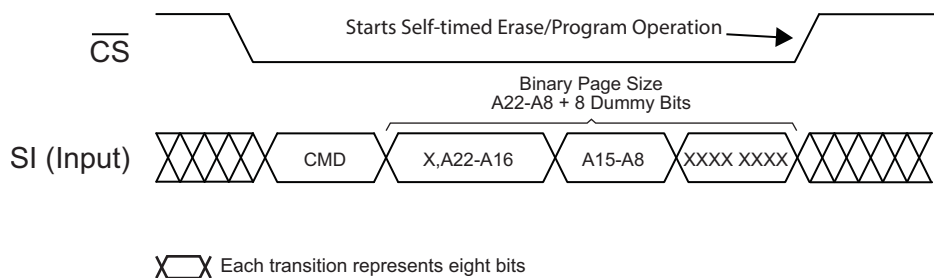 Starts Self-timed Erase/Program Operation
CS
Binary Page Size
A22-A8 + 8 Dummy Bits
SI (Input)
CMD
X,A22-A16
A15-A8
XXXX XXXX
Each transition represents eight bits